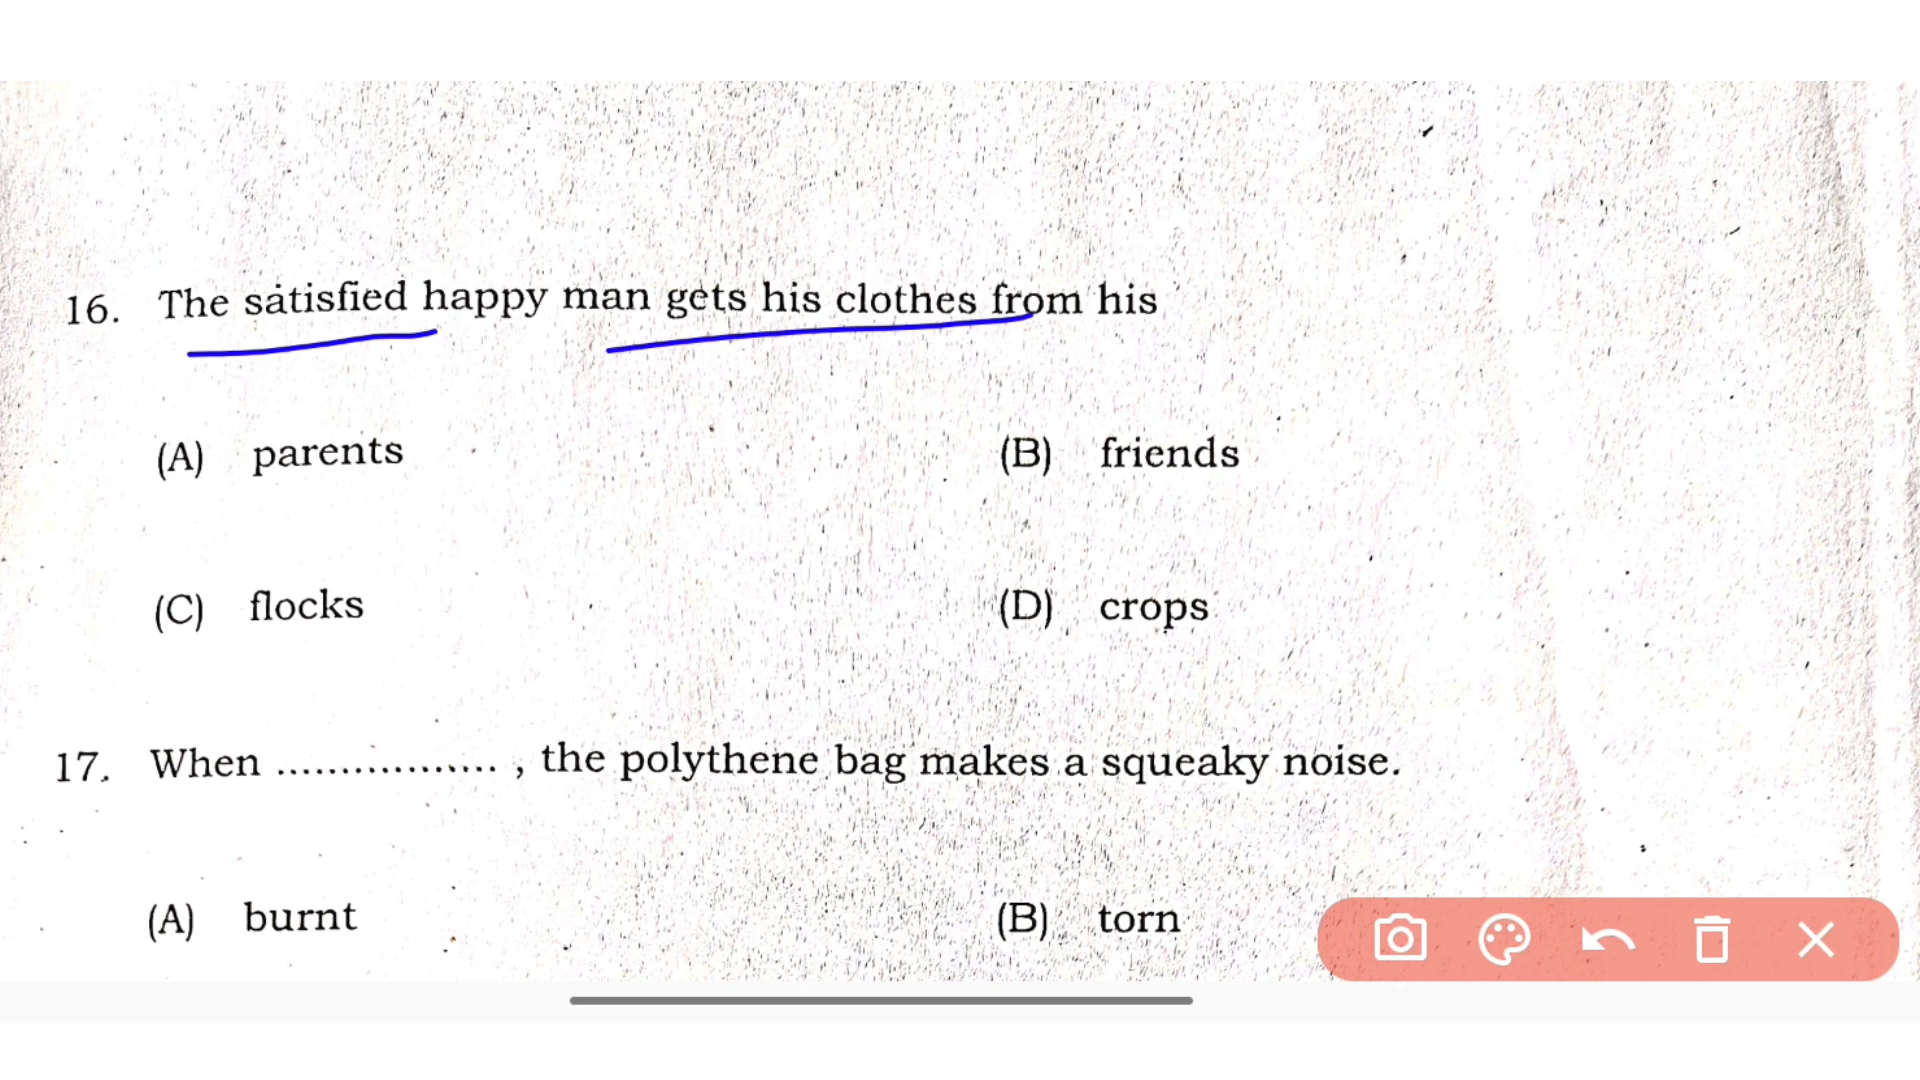 16. The satisfied happy man gets his clothes from his
(A) parents (B) friends
(C) flocks (D) crops
17. When ................. , the polythene bag makes a squeaky noise.
(A) burnt (B) torn